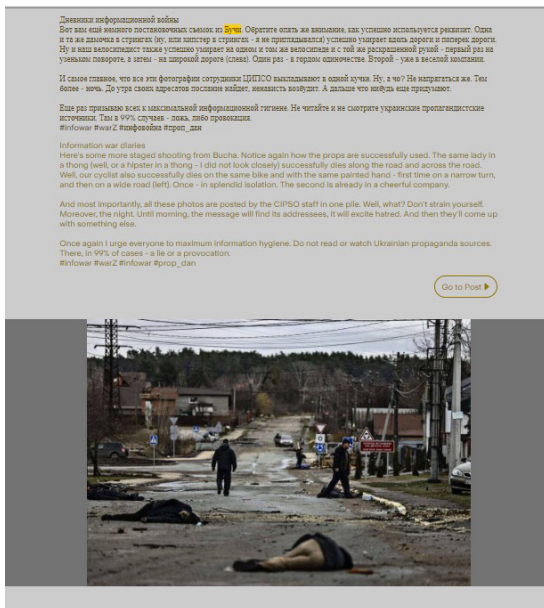 Дневники информационной войны
Вот вам ещё немного постановочных съемок из Бучи. Обратите опять же внимание, как успешно используется реквизит. Одна
и та же дамочка в стрингах (ну, или хипстер в стрингах - я не приглядывался) успешно умирает вдоль дороги и поперек дороги.
Ну и наш велосипедист также успешно умирает на одном и том же велосипеде и с той же раскрашенной рукой - первый раз на
узеньком повороте, а затем - на широкой дороге (слева). Один раз - в гордом одиночестве. Второй - уже в веселой компании.
И самое главное, что все эти фотографии сотрудники ЦИПСО выкладывают в одной кучке. Ну, а чо? Не напрягаться же. Тем
более - ночь. До утра своих адресатов послание найдет, ненависть возбудит. А дальше что нибудь еще придумают.
Еще раз призываю всех к максимальной информационной гигиене. Не читайте и не смотрите украинские пропагандистские
источники. Там в 99% случаев - ложь, либо провокация.
#infowar #warZ #инфовойна #проп_дан
Information war diaries
Here's some more staged shooting from Bucha. Notice again how the props are successfully used. The same lady in
a thong (well, or a hipster in a thong - I did not look closely) successfully dies along the road and across the road.
Well, our cyclist also successfully dies on the same bike and with the same painted hand - first time on a narrow turn,
and then on a wide road (left). Once - in splendid isolation. The second is already in a cheerful company.
And most importantly, all these photos are posted by the CIPSO staff in one pile. Well, what? Don't strain yourself.
Moreover, the night. Until morning, the message will find its addressees, it will excite hatred. And then they'll come up
with something else.
Once again I urge everyone to maximum information hygiene. Do not read or watch Ukrainian propaganda sources.
There, in 99% of cases - a lie or a provocation.
#infowar #warZ #infowar #prop_dan
Go to Post